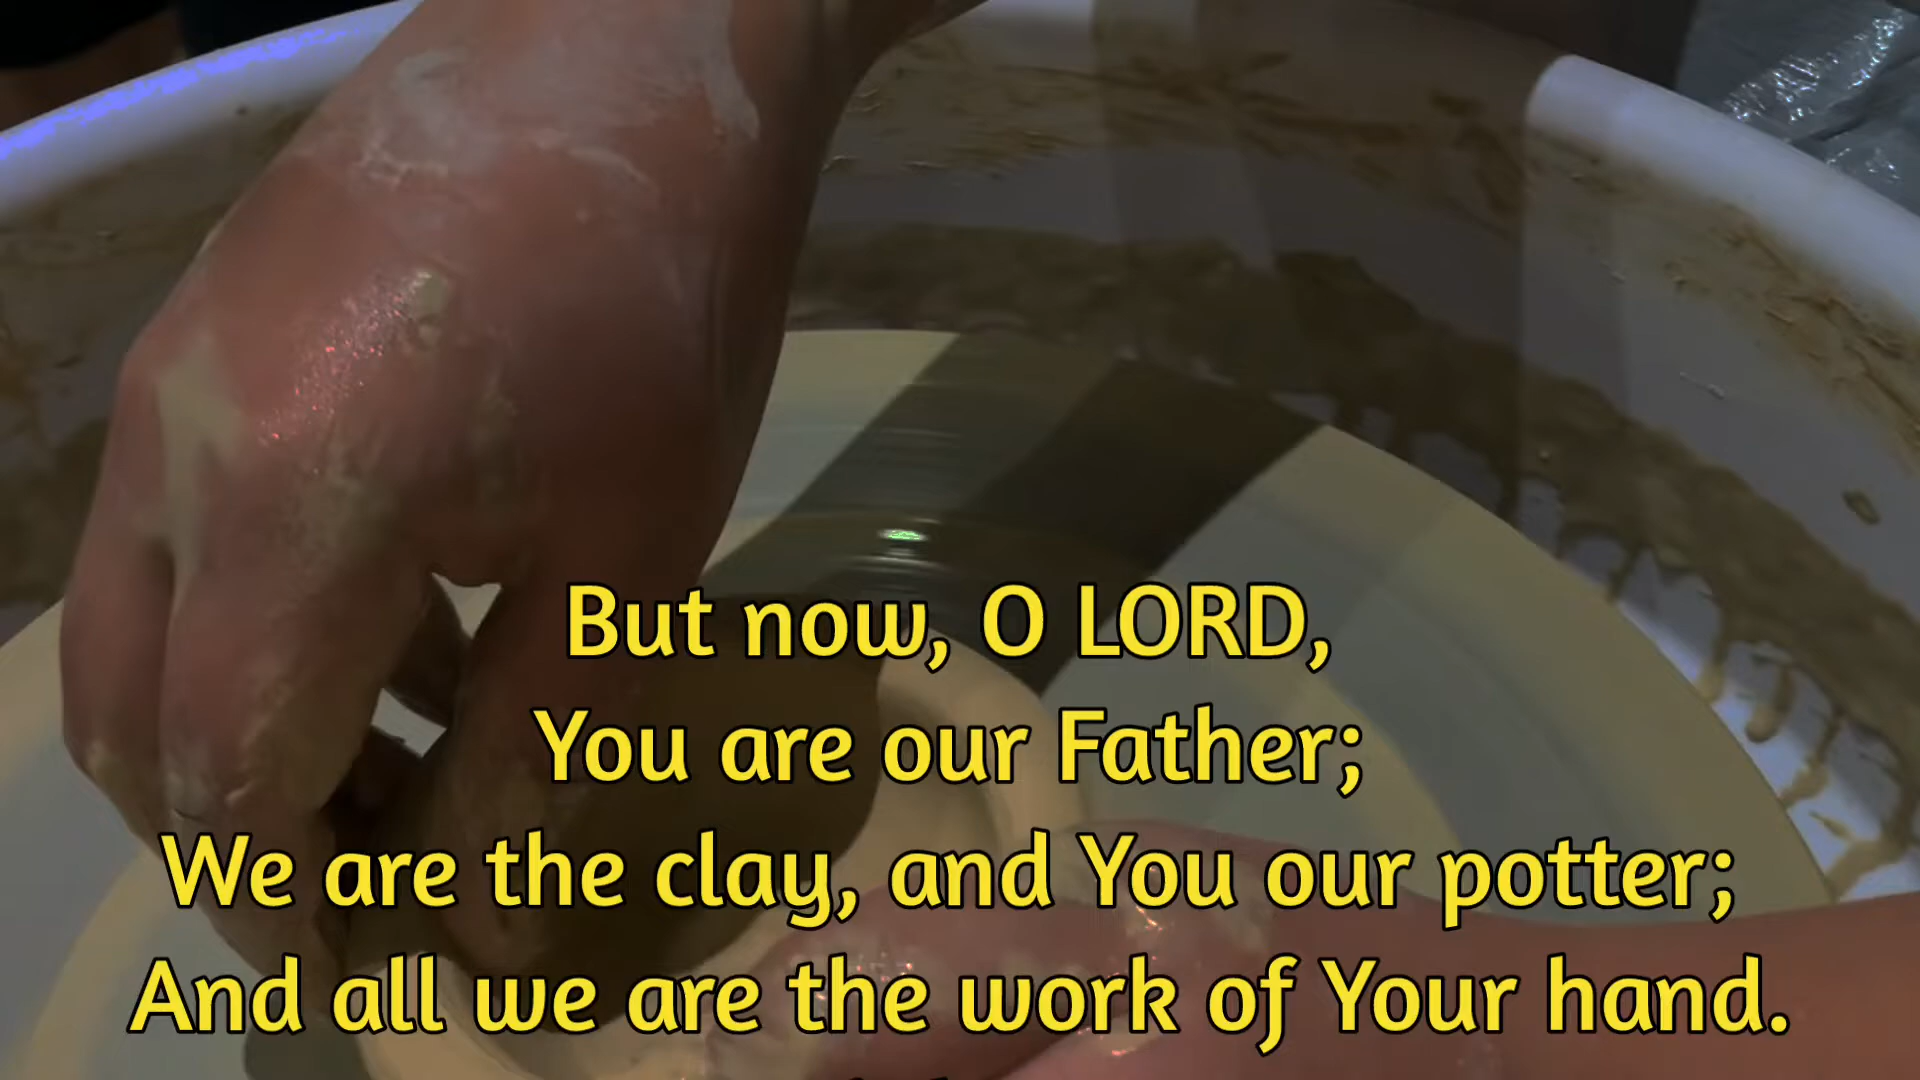 But now, O LORD,
You are our Father;
We are the clay, and You our potter;
And all we are the work of Your hand.